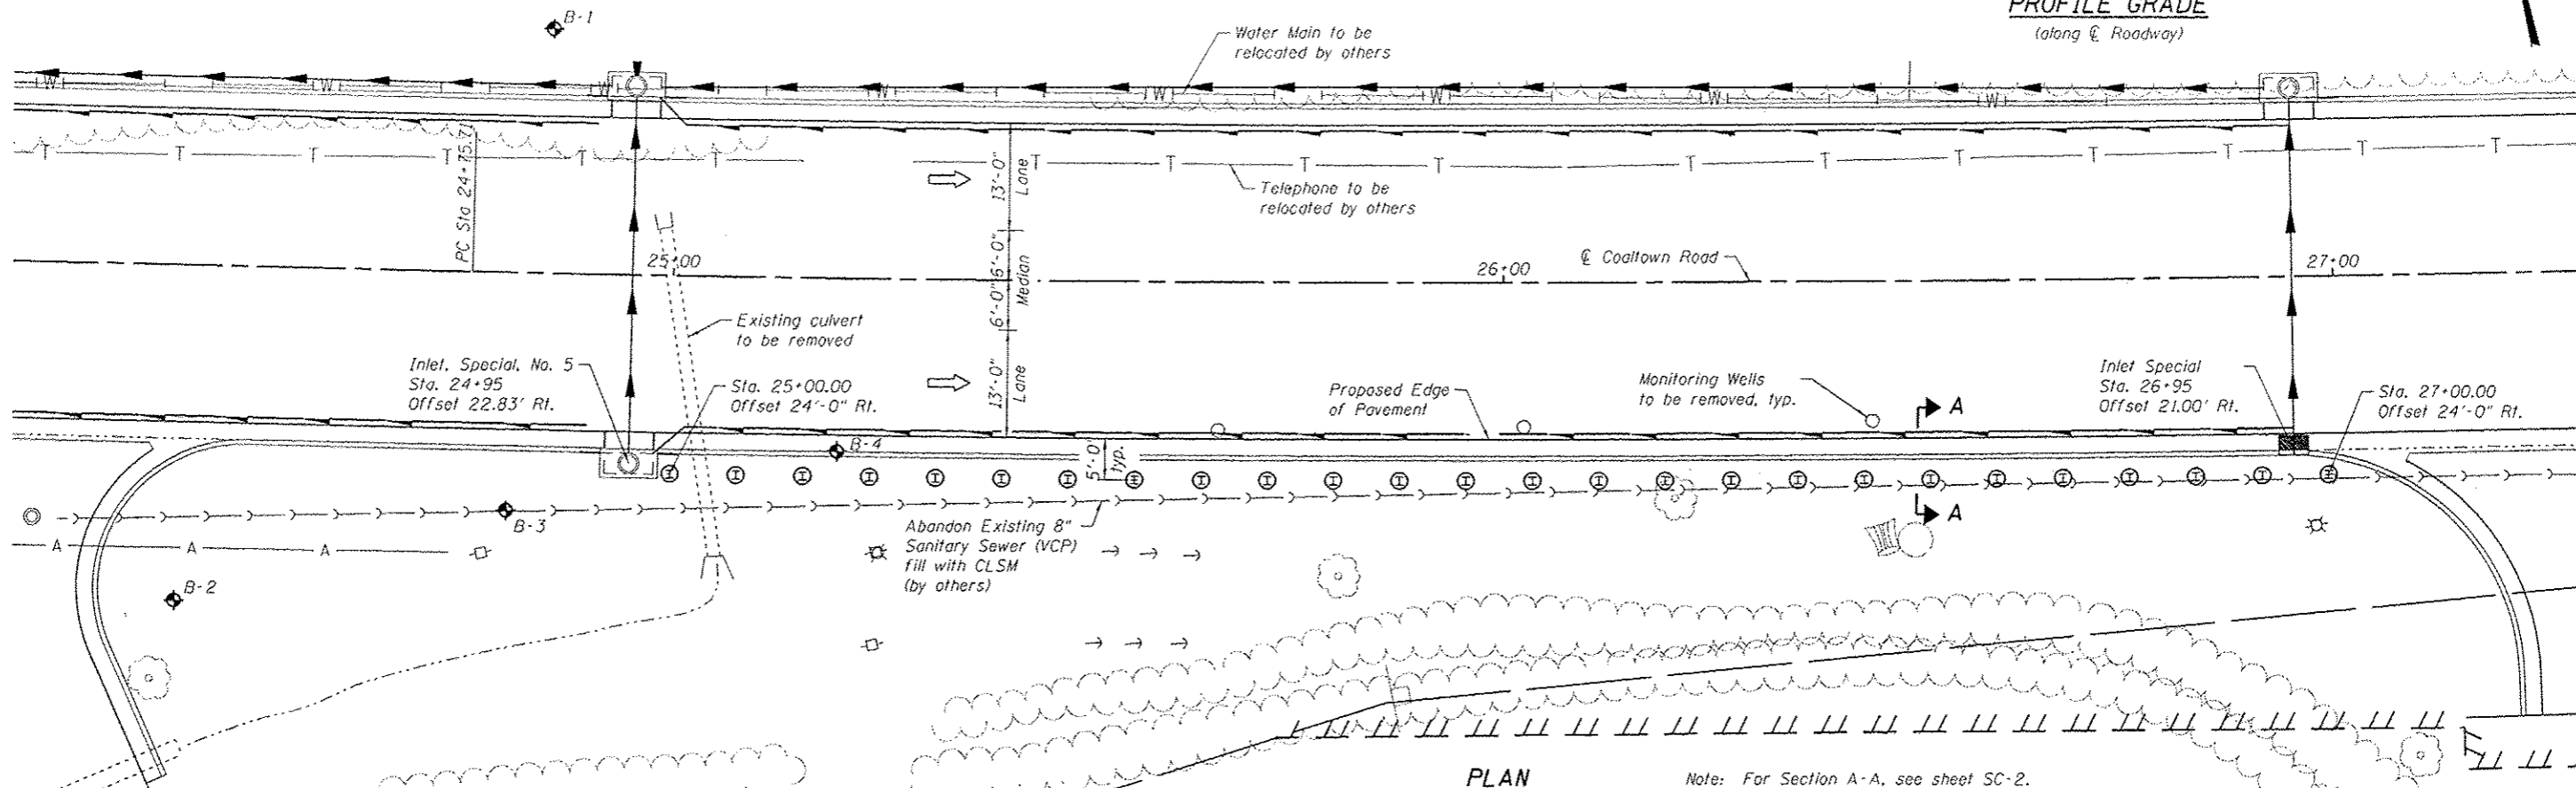 PROFILE GRADE
(along ℄ Roadway)
B-1
Water Main to be
relocated by others
W W W W W W W W
PC Sta 24+75.17
T T T T T T T T T T T T T T T
13'-0"
Lane
Telephone to be
relocated by others
6'-0"
6'-0"
Median
25+00
26+00
℄ Coaltown Road
27+00
Existing culvert
to be removed
13'-0"
Lane
Inlet, Special, No. 5
Sta. 24+95
Offset 22.83' Rt.
Sta. 25+00.00
Offset 24'-0" Rt.
Proposed Edge
of Pavement
Monitoring Wells
to be removed, typ.
A
Inlet Special
Sta. 26+95
Offset 21.00' Rt.
Sta. 27+00.00
Offset 24'-0" Rt.
B-4
5'-0"
typ.
B-3
A A A
Abandon Existing 8"
Sanitary Sewer (VCP)
fill with CLSM
(by others)
A
B-2
PLAN
Note: For Section A-A, see sheet SC-2.